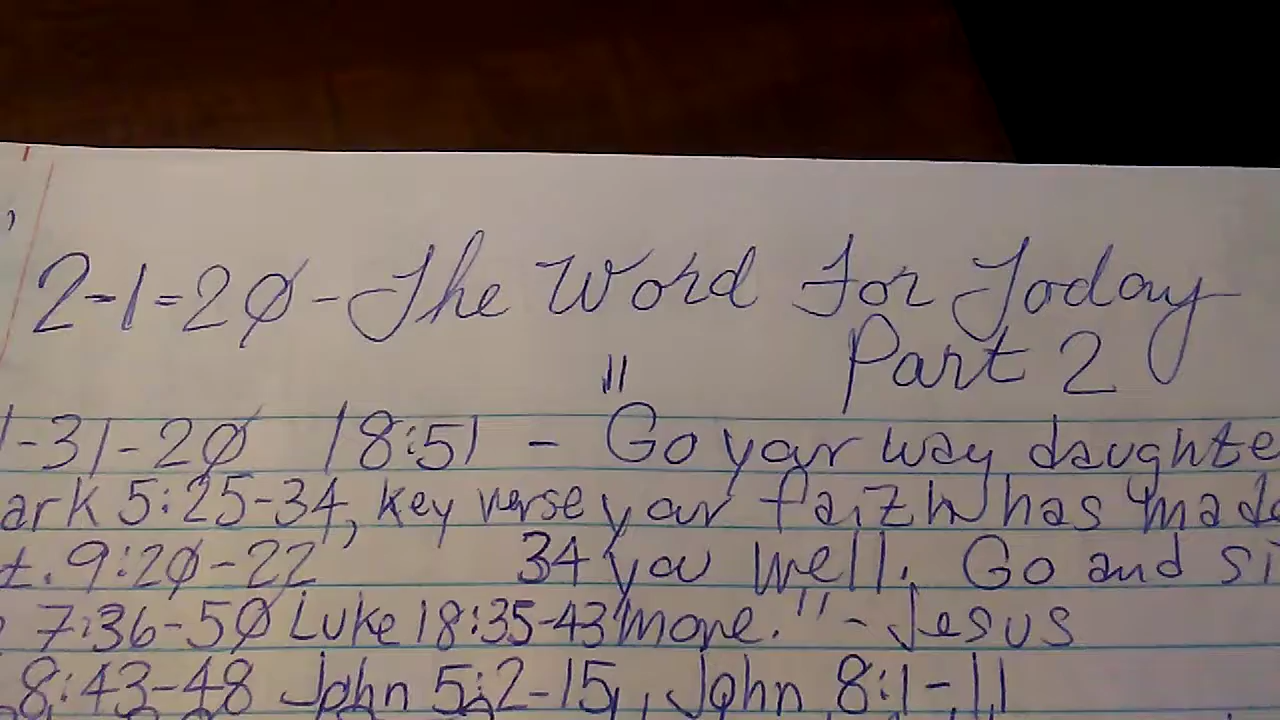 2-1-20 - The Word For Today
Part 2
1-31-20 18:51 - "Go your way daughte
ark 5:25-34, key verse your faith has made
t. 9:20-22 34 you well. Go and si
7:36-50 Luke 18:35-43 more." - Jesus
8:43-48 John 5:2-15, John 8:1-11